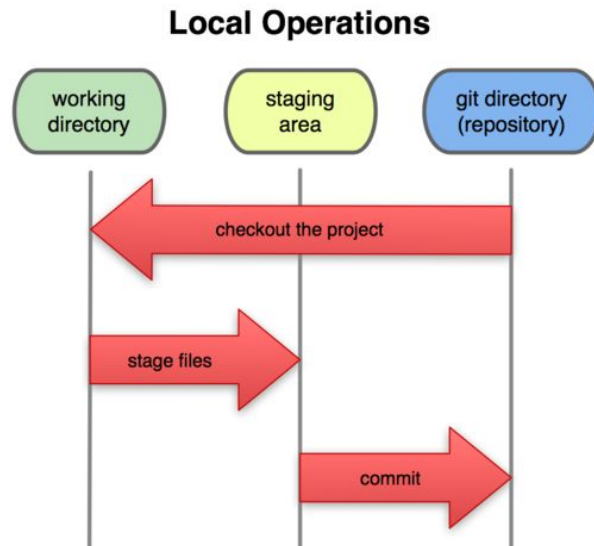 Local Operations
working
directory
staging
area
git directory
(repository)
checkout the project
stage files
commit